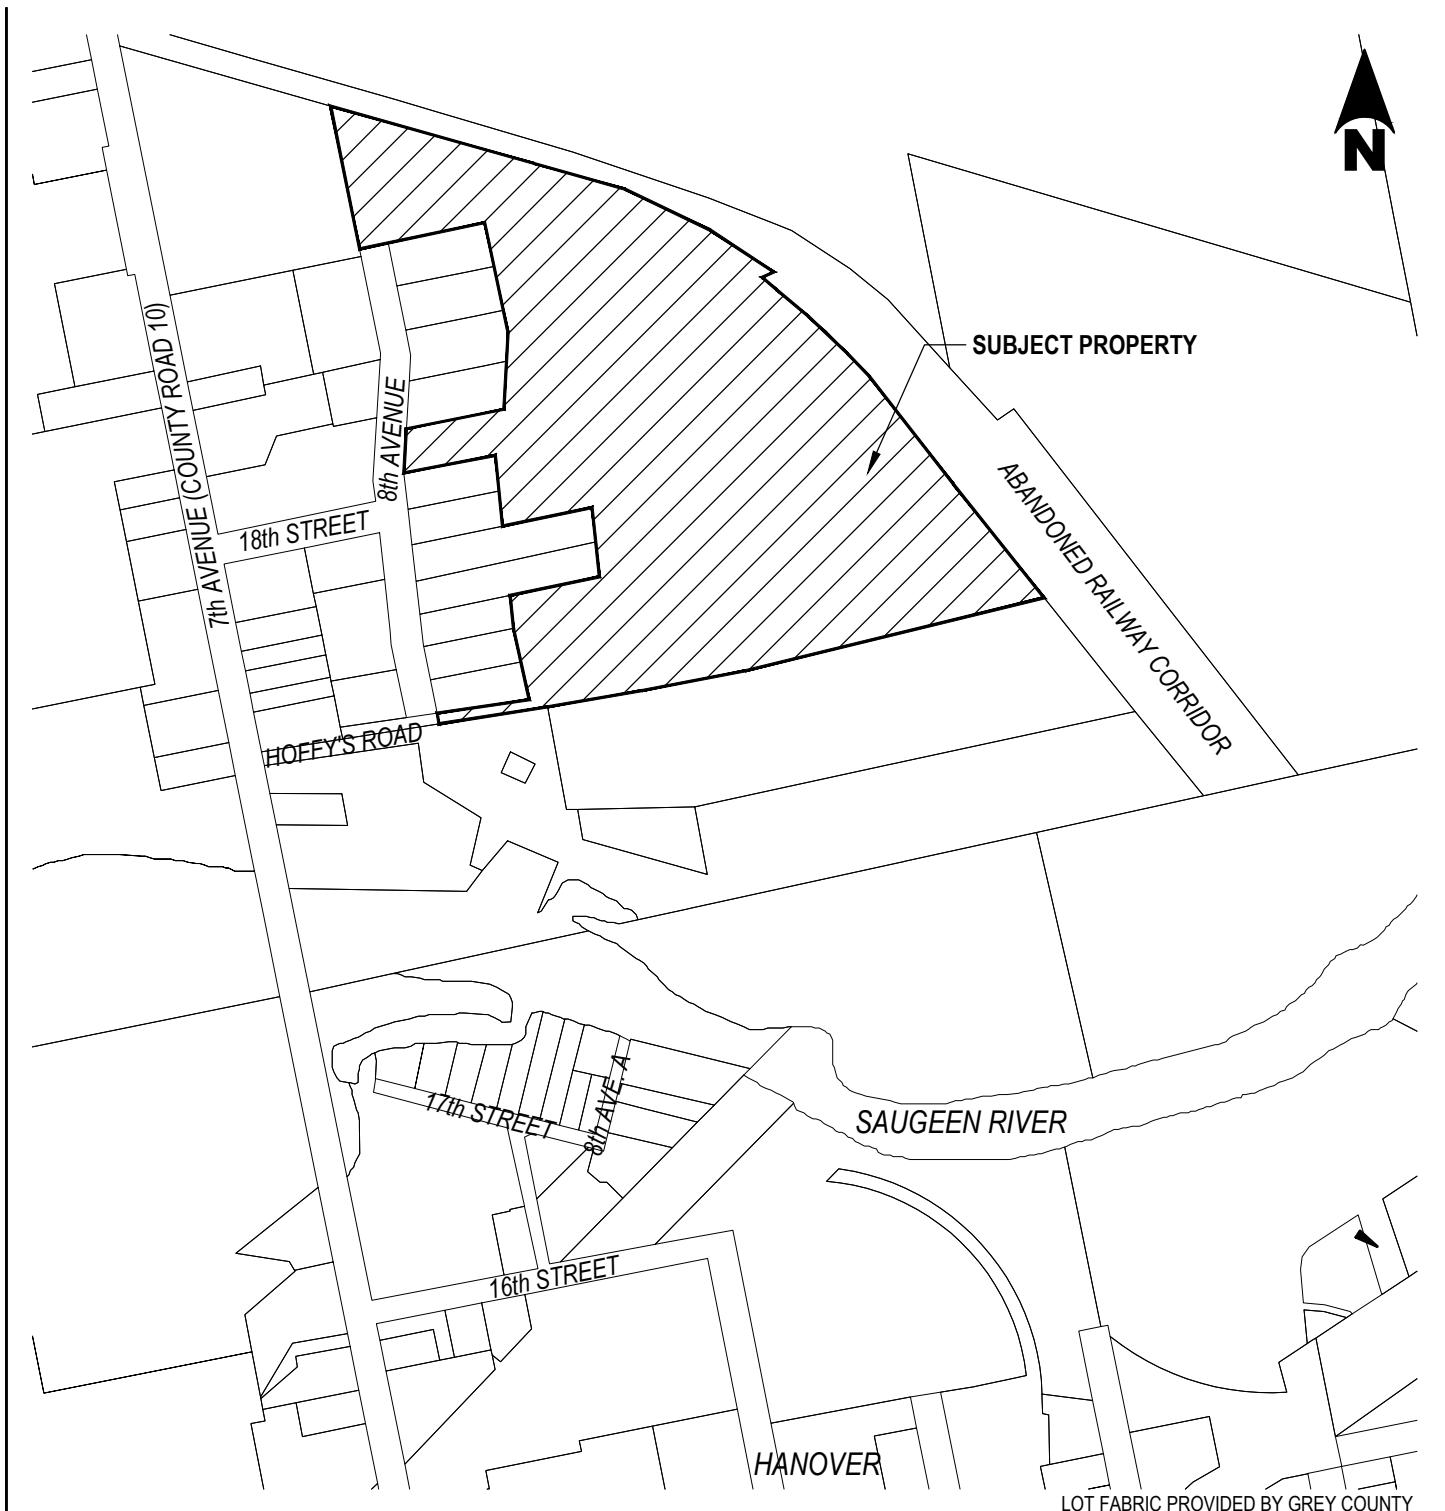 N
SUBJECT PROPERTY
7th AVENUE (COUNTY ROAD 10)
8th AVENUE
18th STREET
ABANDONED RAILWAY CORRIDOR
HOFFY'S ROAD
17th STREET
8th AVE. A
SAUGEEN RIVER
16th STREET
HANOVER
LOT FABRIC PROVIDED BY GREY COUNTY